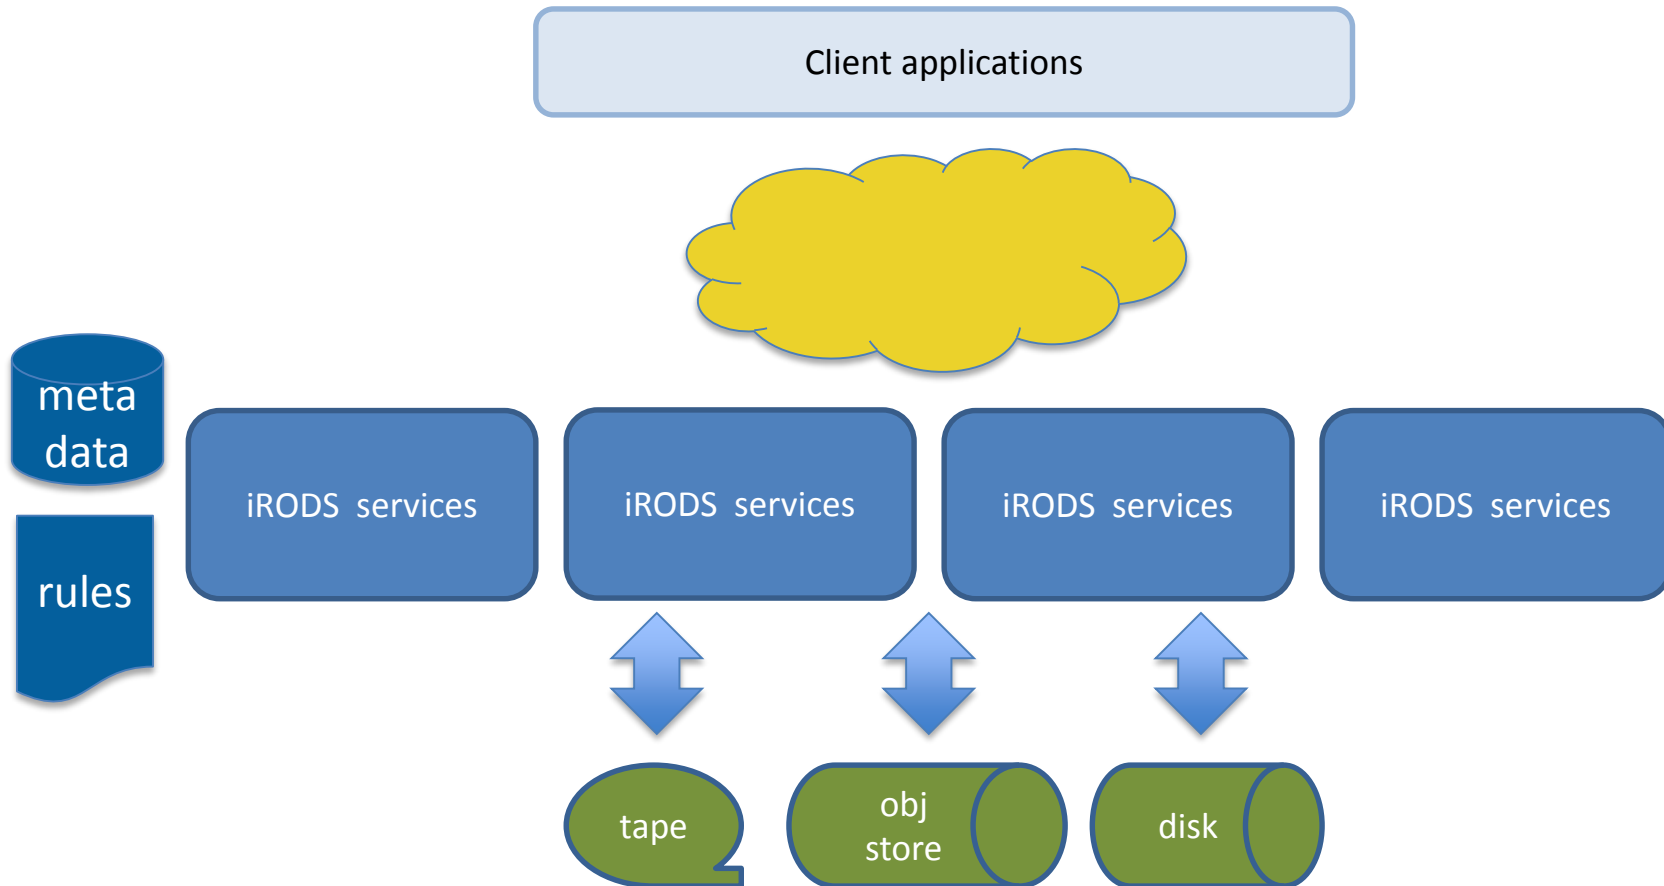 Client applications
meta
data
iRODS  services
iRODS  services
iRODS  services
iRODS  services
rules
tape
obj
store
disk